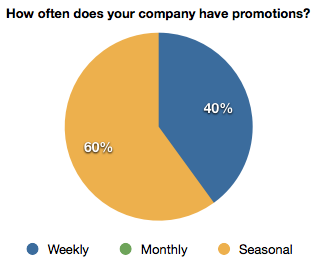 How often does your company have promotions?
40%
60%
Weekly Monthly Seasonal